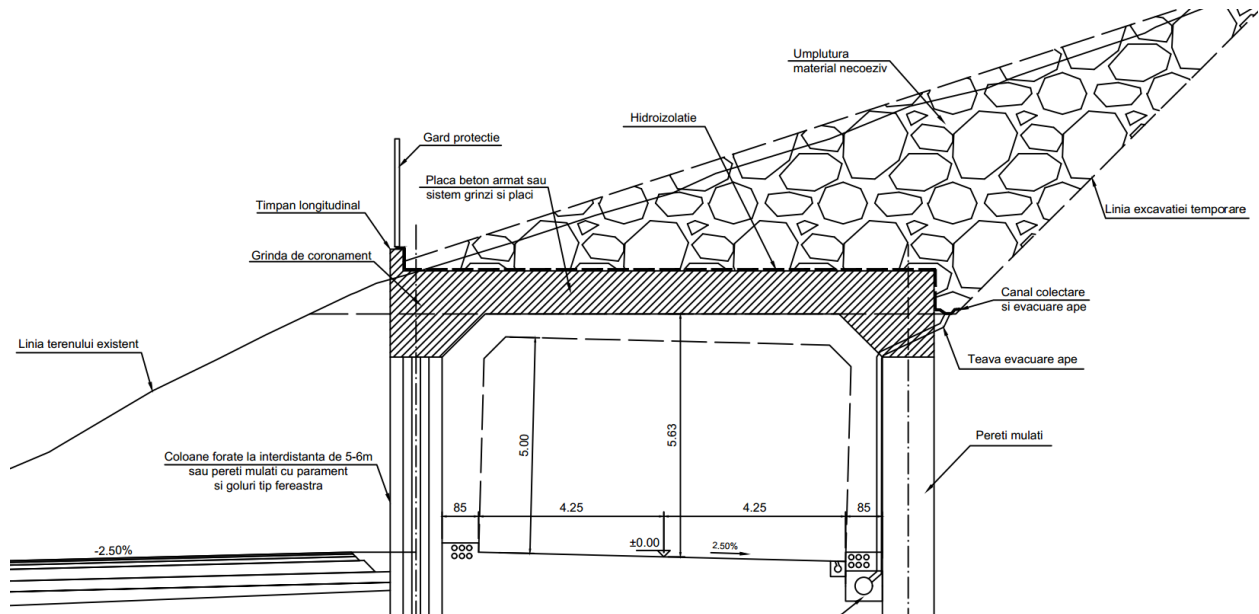 Umplutura
material necoeziv
Hidroizolatie
Gard protectie
Placa beton armat sau
sistem grinzi si placi
Timpan longitudinal
Linia excavatiei temporare
Grinda de coronament
Canal colectare
si evacuare ape
Linia terenului existent
Teava evacuare ape
5.00
5.63
Pereti mulati
Coloane forate la interdistanta de 5-6m
sau pereti mulati cu parament
si goluri tip fereastra
85
4.25
4.25
85
-2.50%
±0.00
2.50%